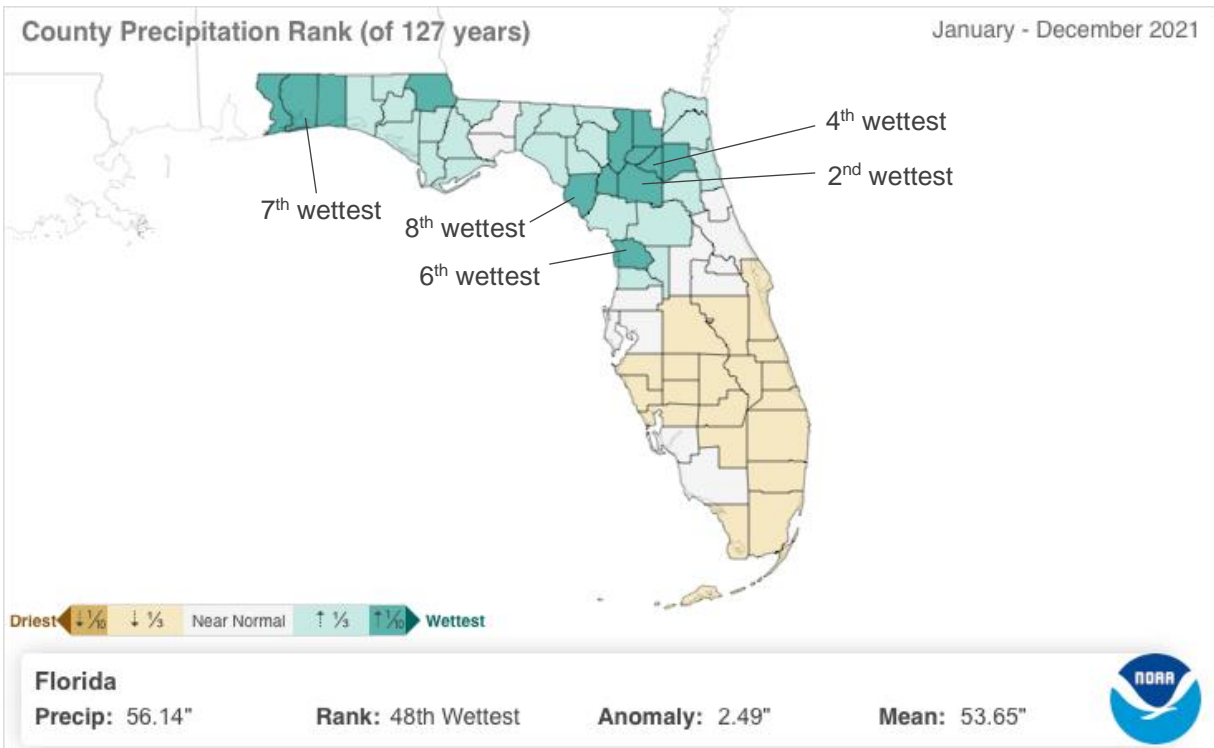 County Precipitation Rank (of 127 years)
January - December 2021
4th wettest
2nd wettest
7th wettest
8th wettest
6th wettest
Driest ↓ 1/10 ↓ 1/3 Near Normal ↑ 1/3 ↑ 1/10 Wettest
Florida
Precip: 56.14" Rank: 48th Wettest Anomaly: 2.49" Mean: 53.65"
NOAA